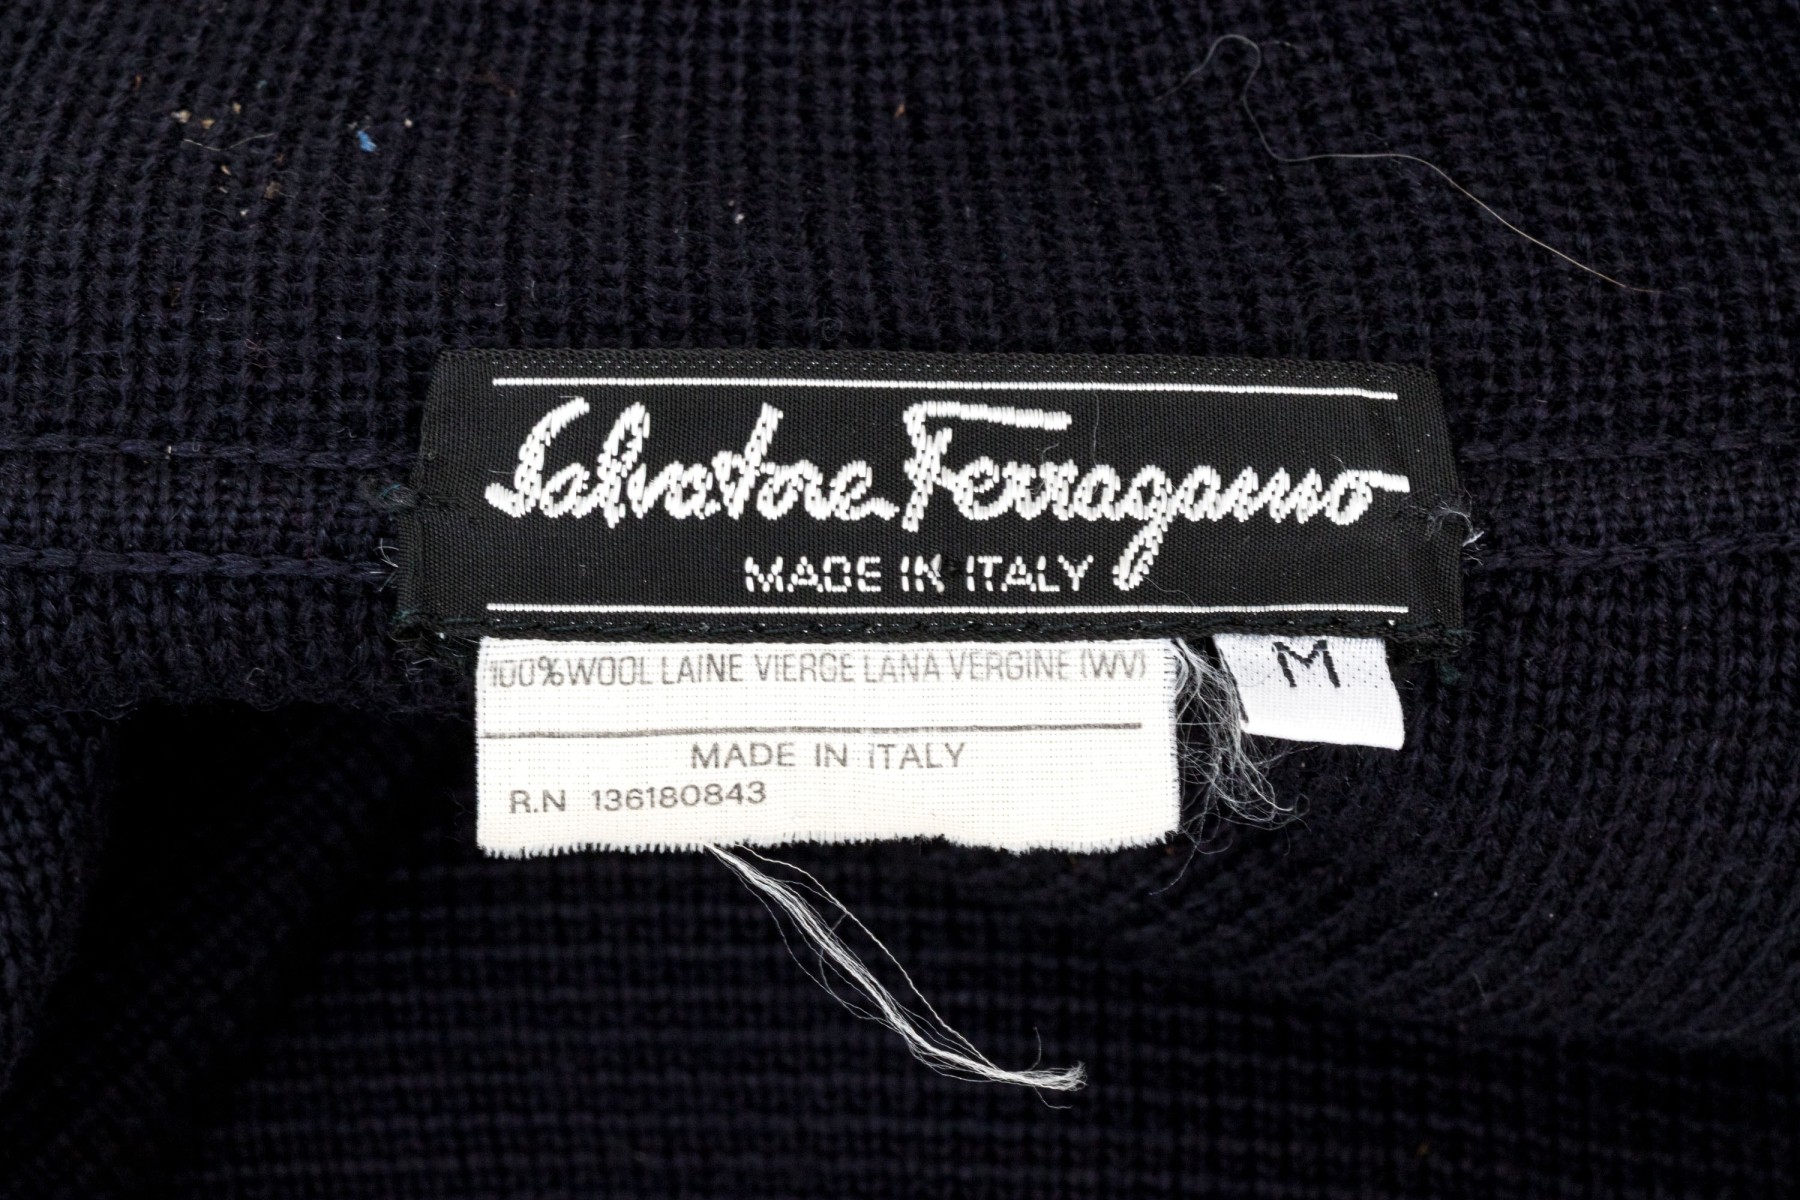 Salvatore Ferragamo
MADE IN ITALY
100% WOOL LAINE VIERGE LANA VERGINE (WV)
M
MADE IN ITALY
R.N 136180843